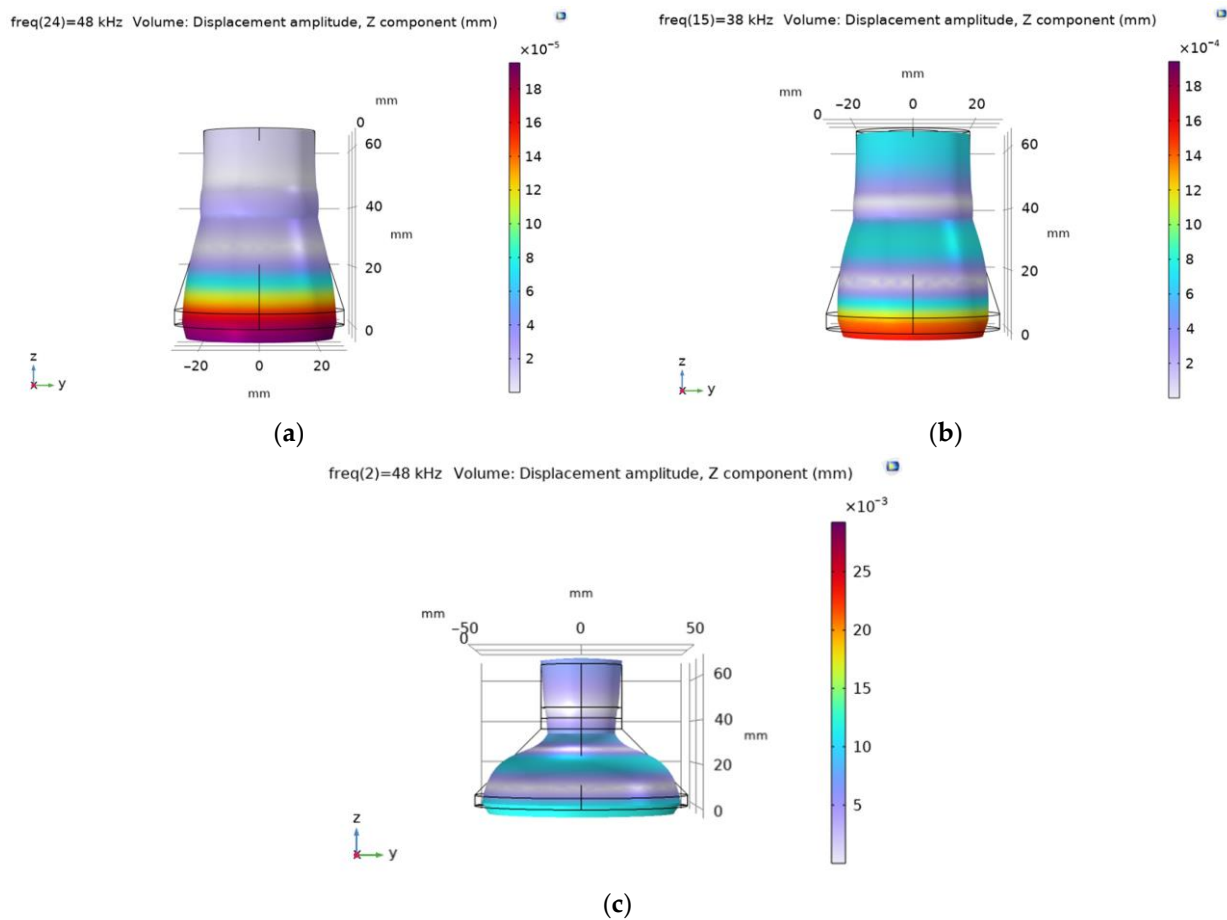 freq(24)=48 kHz Volume: Displacement amplitude, Z component (mm)
×10⁻⁵
mm
0
60
40
mm
20
0
−20 0 20
mm
z
y
x
18
16
14
12
10
8
6
4
2
(a)
freq(15)=38 kHz Volume: Displacement amplitude, Z component (mm)
×10⁻⁴
mm
mm
0 −20 0 20
60
40
mm
20
0
z
y
x
18
16
14
12
10
8
6
4
2
(b)
freq(2)=48 kHz Volume: Displacement amplitude, Z component (mm)
×10⁻³
mm
mm
−50 0 50
0
60
40
mm
20
0
z
y
x
25
20
15
10
5
(c)